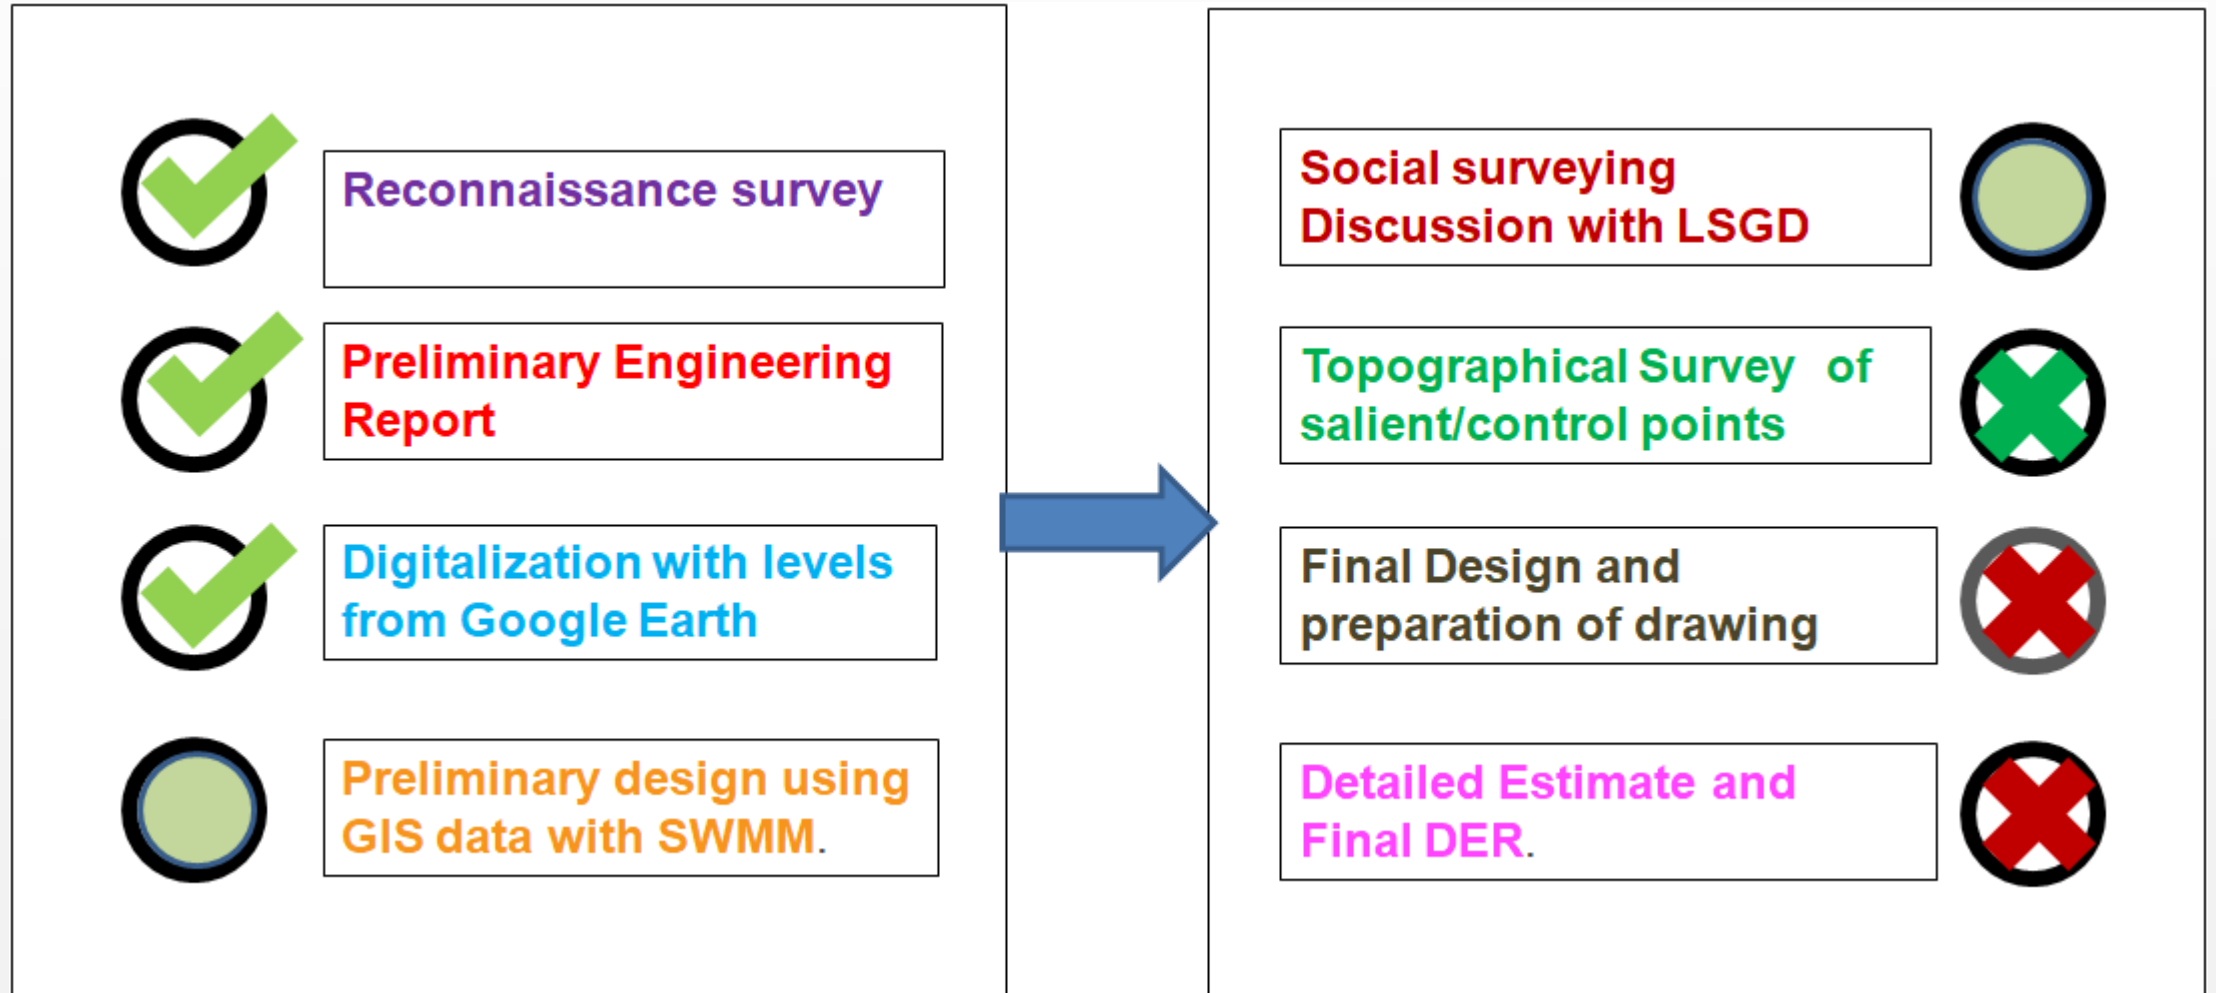 Reconnaissance survey
Preliminary Engineering
Report
Digitalization with levels
from Google Earth
Preliminary design using
GIS data with SWMM.
Social surveying
Discussion with LSGD
Topographical Survey of
salient/control points
Final Design and
preparation of drawing
Detailed Estimate and
Final DER.